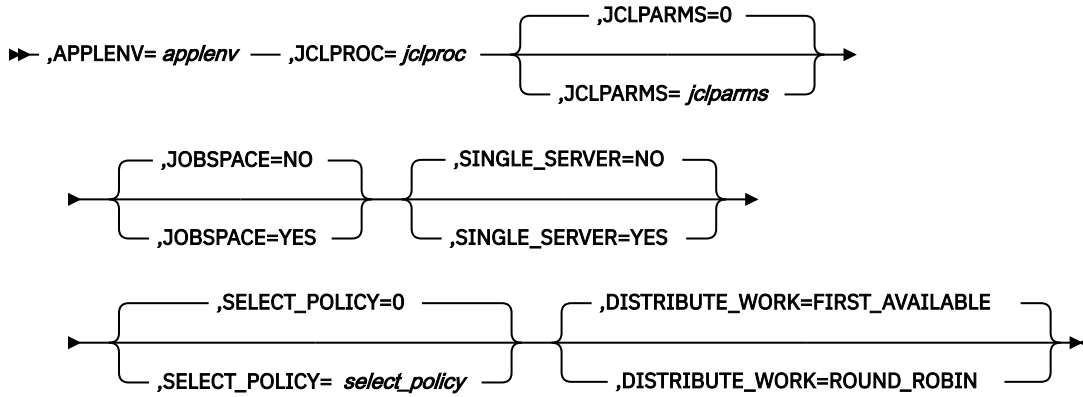 ,JCLPARMS=0
,APPLENV= applenv ,JCLPROC= jclproc
,JCLPARMS= jclparms
,JOBSPACE=NO ,SINGLE_SERVER=NO
,JOBSPACE=YES ,SINGLE_SERVER=YES
,SELECT_POLICY=0 ,DISTRIBUTE_WORK=FIRST_AVAILABLE
,SELECT_POLICY= select_policy ,DISTRIBUTE_WORK=ROUND_ROBIN